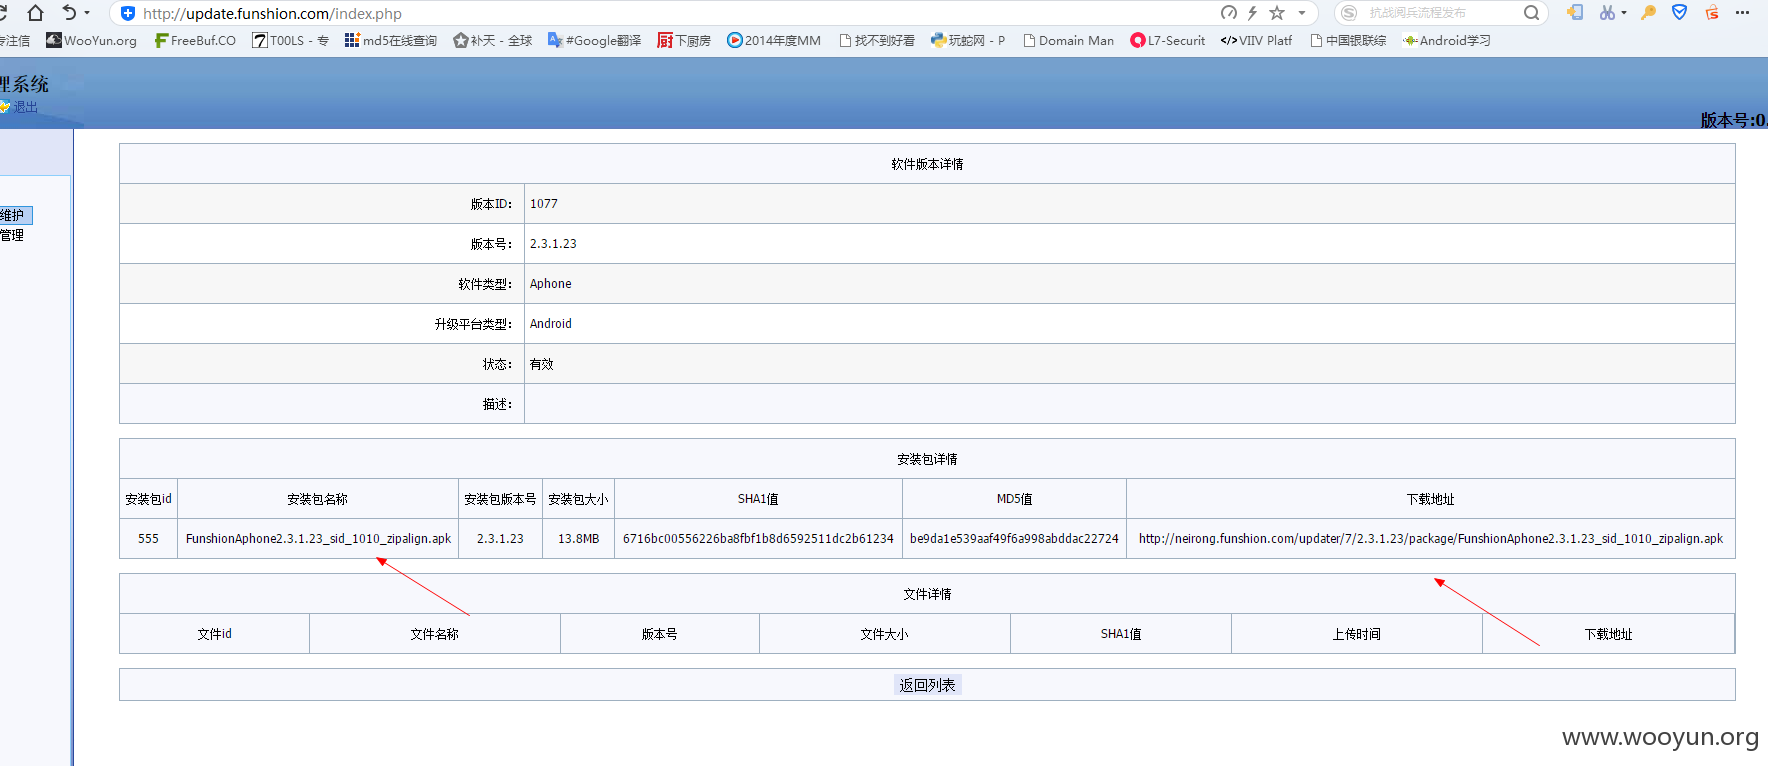 http://update.funshion.com/index.php
抗战阅兵流程发布
专注信 WooYun.org FreeBuf.CO T00LS - 专 md5在线查询 补天 - 全球 #Google翻译 下厨房 2014年度MM 找不到好看 玩蛇网 - P Domain Man L7-Securit VIIV Platf 中国银联综 Android学习
理系统
退出
版本号:0.
维护
管理
软件版本详情
版本ID： 1077
版本号： 2.3.1.23
软件类型： Aphone
升级平台类型： Android
状态： 有效
描述：
安装包详情
安装包id 安装包名称 安装包版本号 安装包大小 SHA1值 MD5值 下载地址
555 FunshionAphone2.3.1.23_sid_1010_zipalign.apk 2.3.1.23 13.8MB 6716bc00556226ba8fbf1b8d6592511dc2b61234 be9da1e539aaf49f6a998abddac22724 http://neirong.funshion.com/updater/7/2.3.1.23/package/FunshionAphone2.3.1.23_sid_1010_zipalign.apk
文件详情
文件id 文件名称 版本号 文件大小 SHA1值 上传时间 下载地址
返回列表
www.wooyun.org